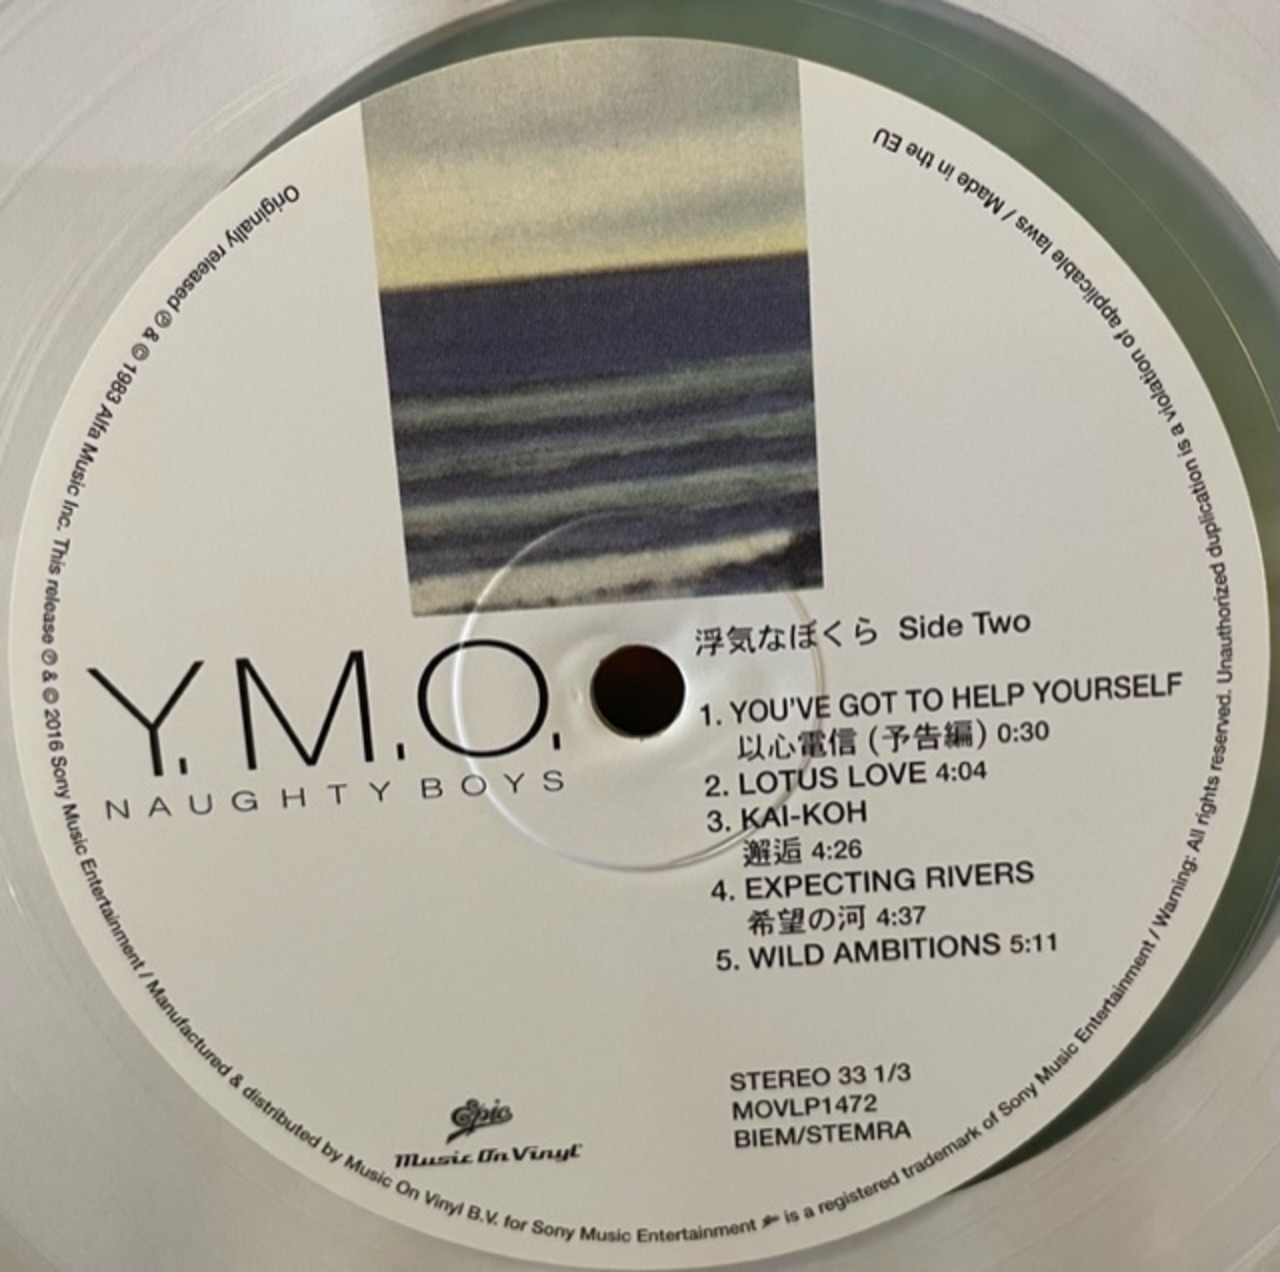 Y.M.O.
NAUGHTY BOYS
浮気なぼくら Side Two
1. YOU'VE GOT TO HELP YOURSELF
以心電信 (予告編) 0:30
2. LOTUS LOVE 4:04
3. KAI-KOH
邂逅 4:26
4. EXPECTING RIVERS
希望の河 4:37
5. WILD AMBITIONS 5:11
STEREO 33 1/3
MOVLP1472
BIEM/STEMRA
Epic
Music On Vinyl
Originally released ℗ & © 1983 Alfa Music Inc. This release ℗ & © 2016 Sony Music Entertainment / Manufactured & distributed by Music On Vinyl B.V. for Sony Music Entertainment is a registered trademark of Sony Music Entertainment / Warning: All rights reserved. Unauthorized duplication is a violation of applicable laws / Made in the EU